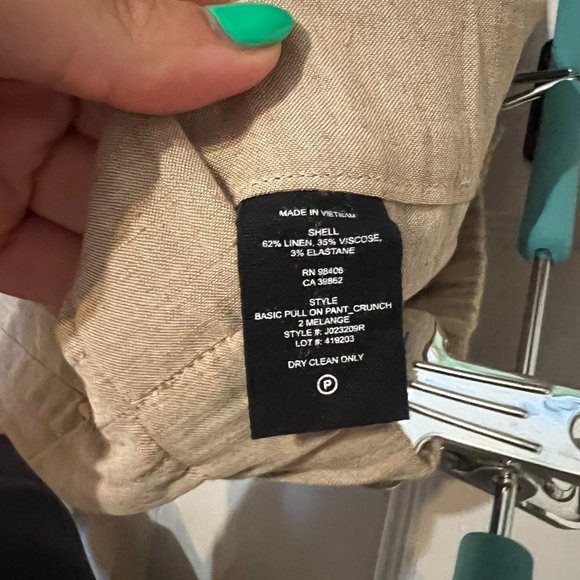 MADE IN VIETNAM
SHELL
62% LINEN, 35% VISCOSE,
3% ELASTANE
RN 98406
CA 39862
STYLE
BASIC PULL ON PANT_CRUNCH
2 MELANGE
STYLE #: J023209R
LOT #: 419203
DRY CLEAN ONLY
P